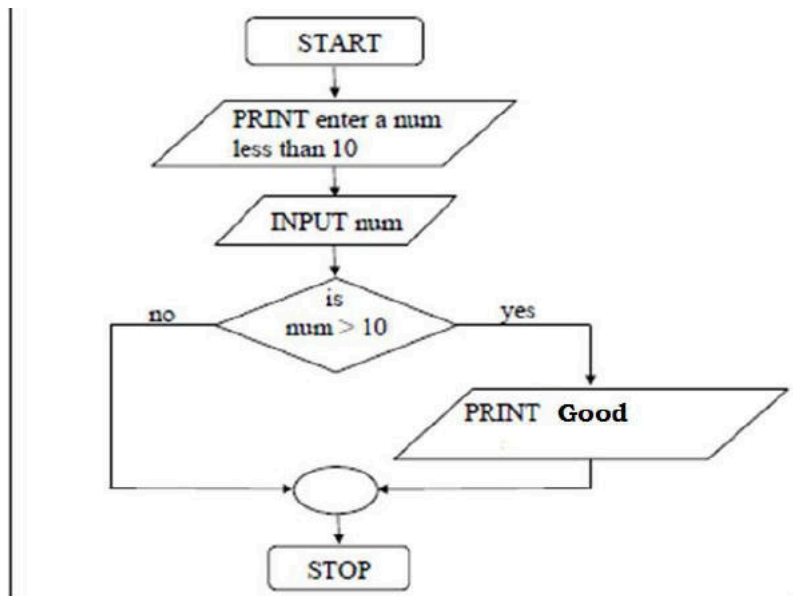 START
PRINT enter a num
less than 10
INPUT num
is
num > 10
no
yes
PRINT Good
STOP